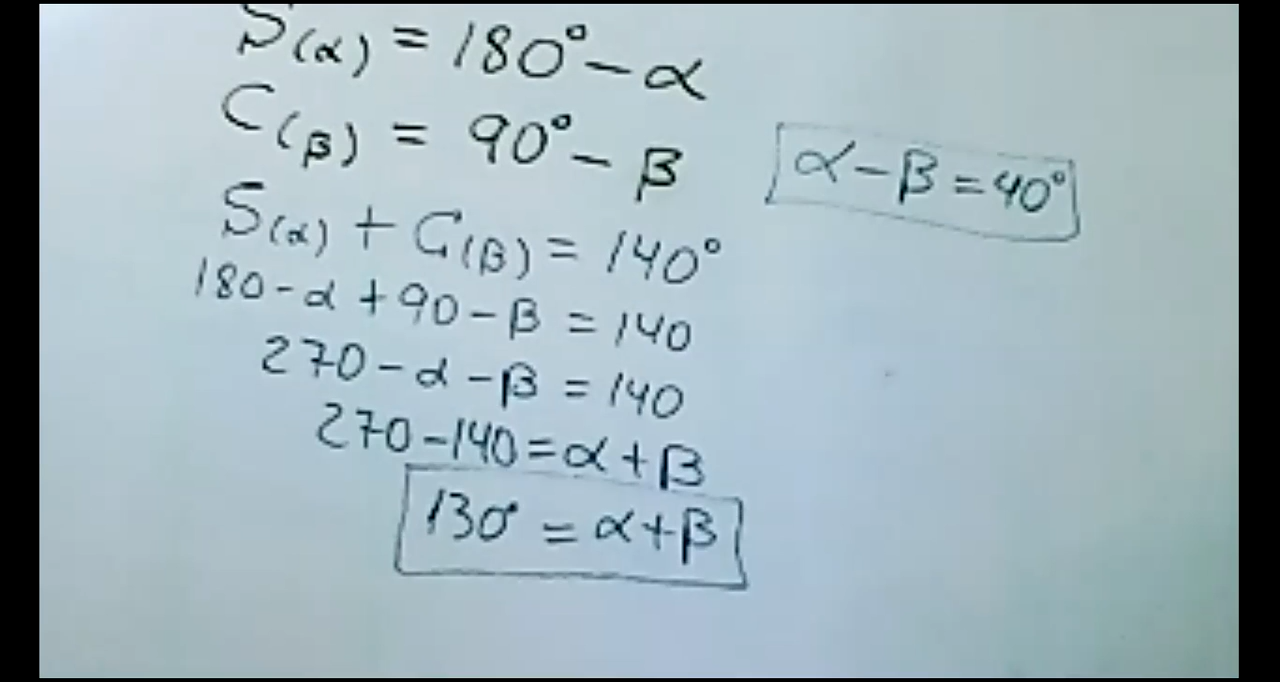 S(α) = 180° - α
C(β) = 90° - β
α - β = 40°
S(α) + C(β) = 140°
180 - α + 90 - β = 140
270 - α - β = 140
270 - 140 = α + β
130° = α + β